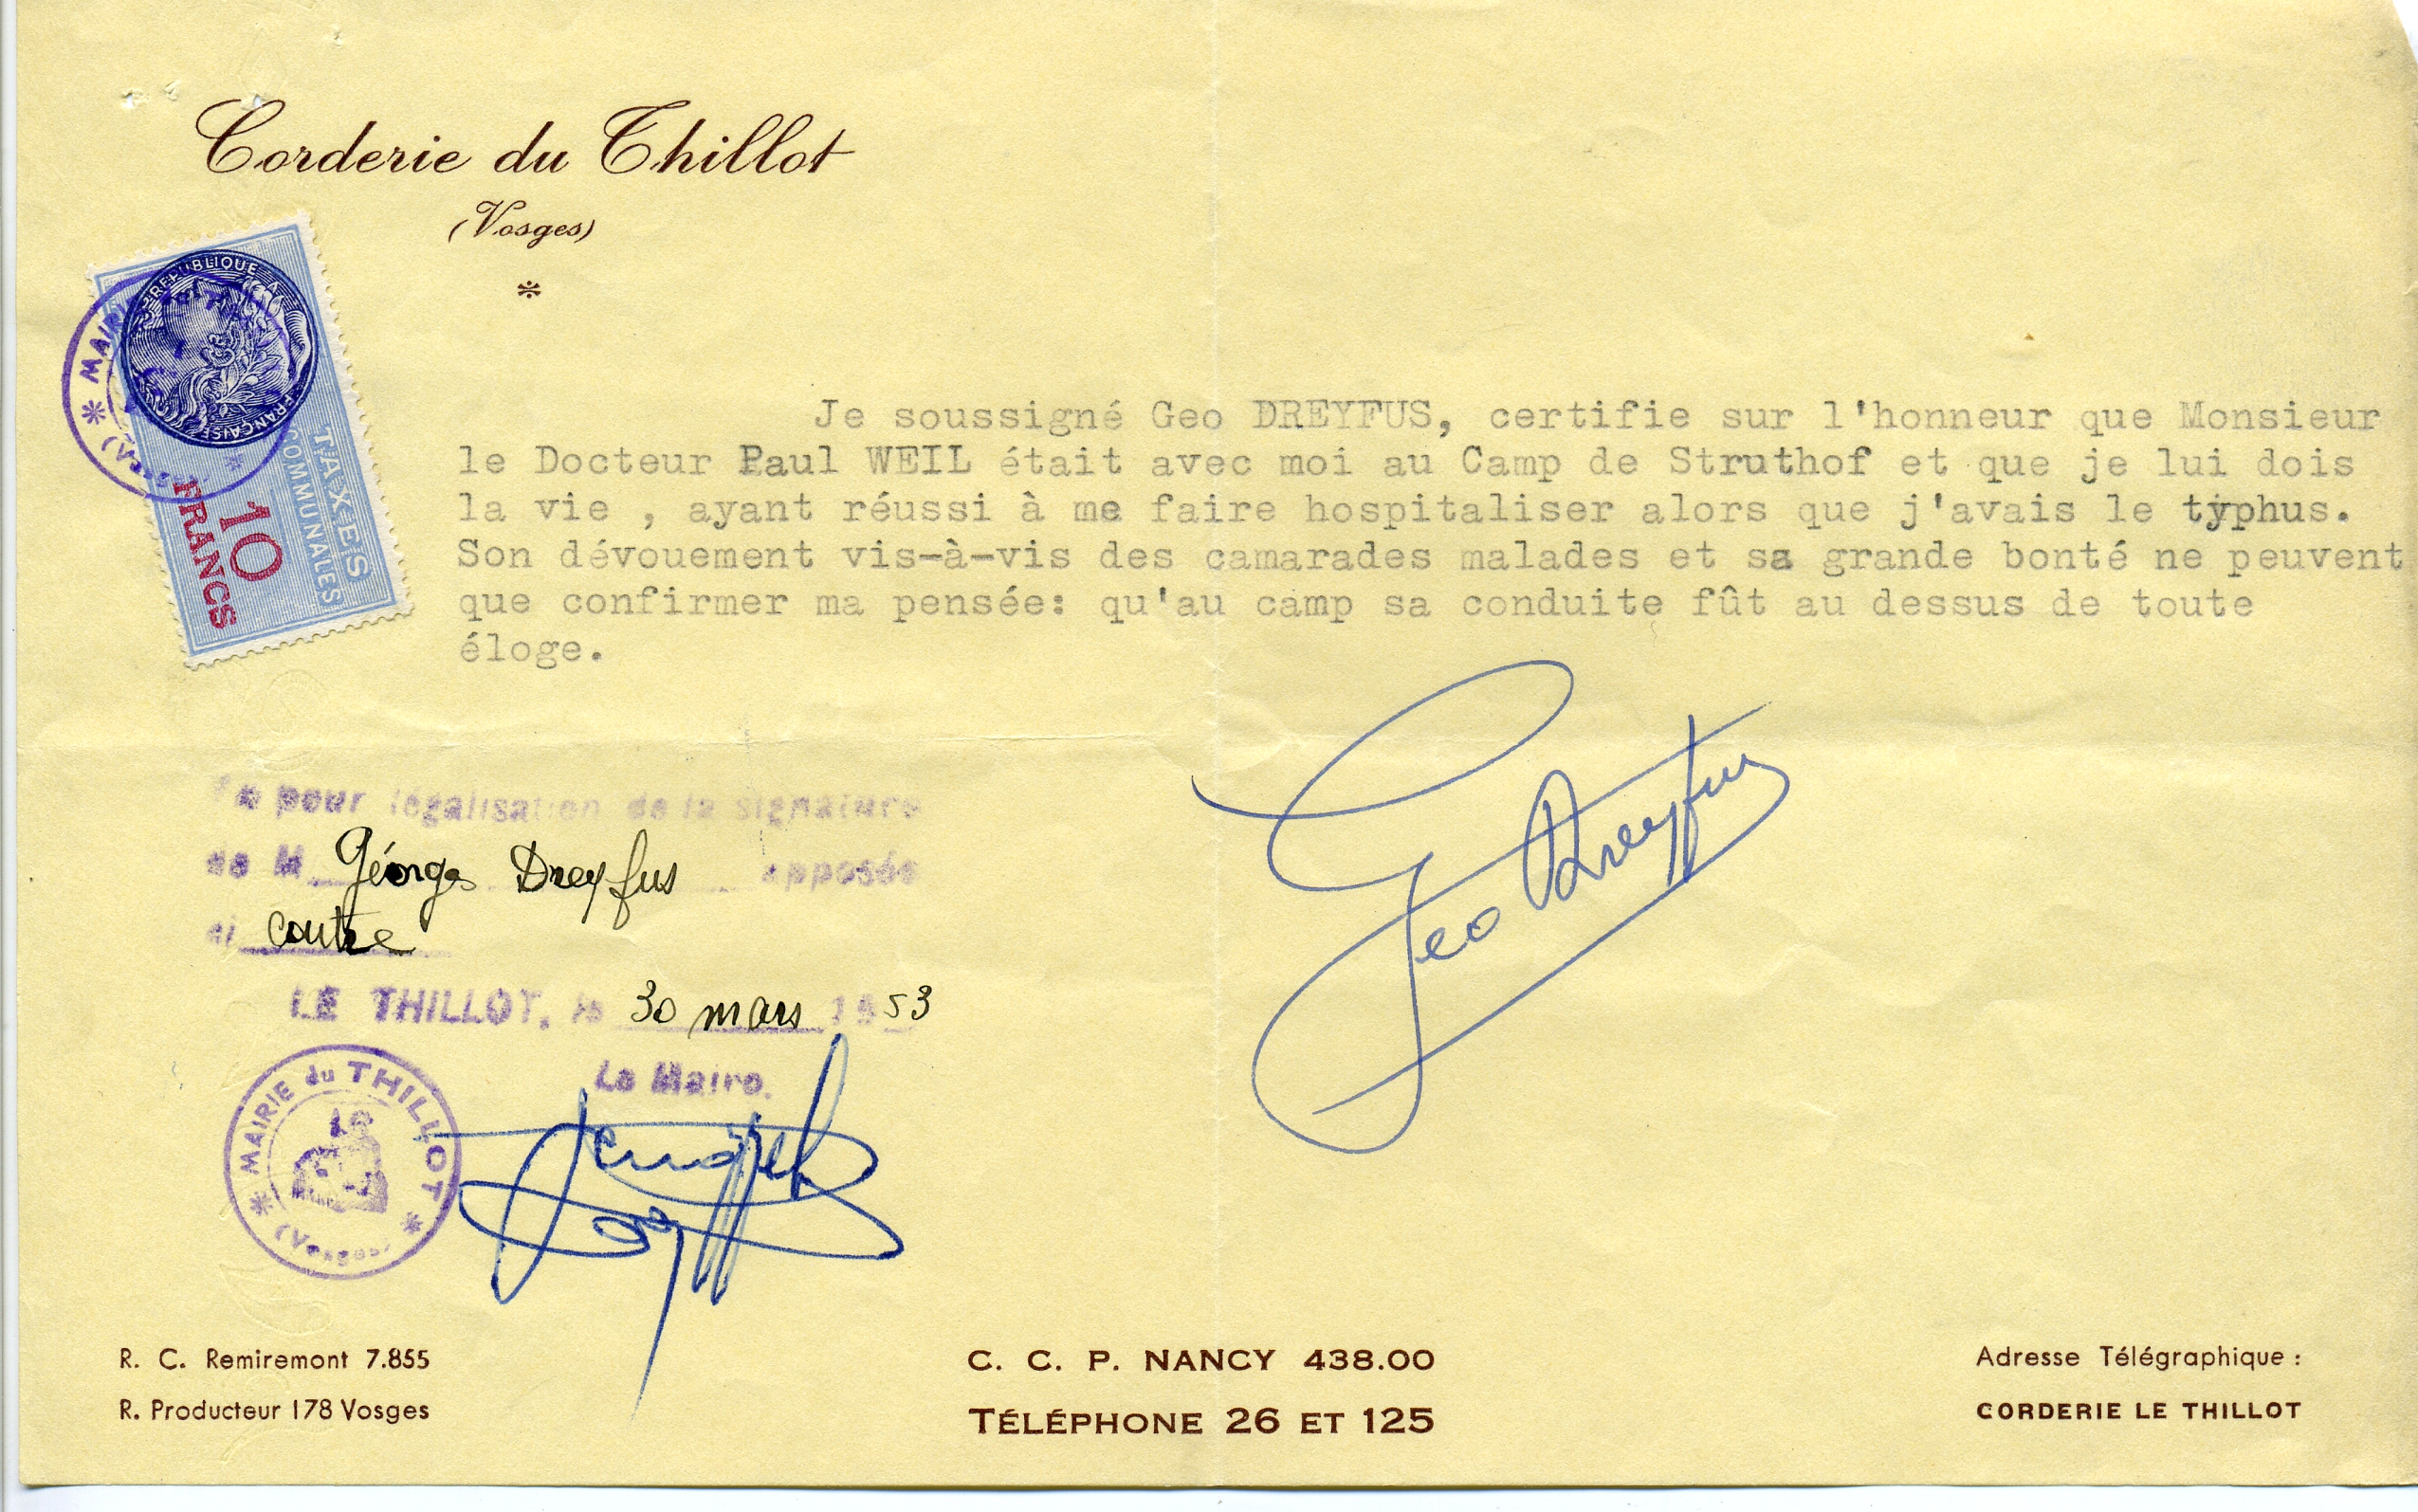 Corderie du Thillot
(Vosges)
*
RÉPUBLIQUE FRANÇAISE
TAXES
COMMUNALES
10
FRANCS
MAIRIE
Je soussigné Geo DREYFUS, certifie sur l'honneur que Monsieur
le Docteur Paul WEIL était avec moi au Camp de Struthof et que je lui dois
la vie , ayant réussi à me faire hospitaliser alors que j'avais le typhus.
Son dévouement vis-à-vis des camarades malades et sa grande bonté ne peuvent
que confirmer ma pensée: qu'au camp sa conduite fût au dessus de toute
éloge.
Vu pour légalisation de la signature
de M Géorges Dreyfus apposée
ci contre
LE THILLOT, le 30 mars 1953
Le Maire.
Geo Dreyfus
MAIRIE du THILLOT
* (Vosges) *
R. C. Remiremont 7.855
R. Producteur 178 Vosges
C. C. P. NANCY 438.00
TÉLÉPHONE 26 ET 125
Adresse Télégraphique :
CORDERIE LE THILLOT